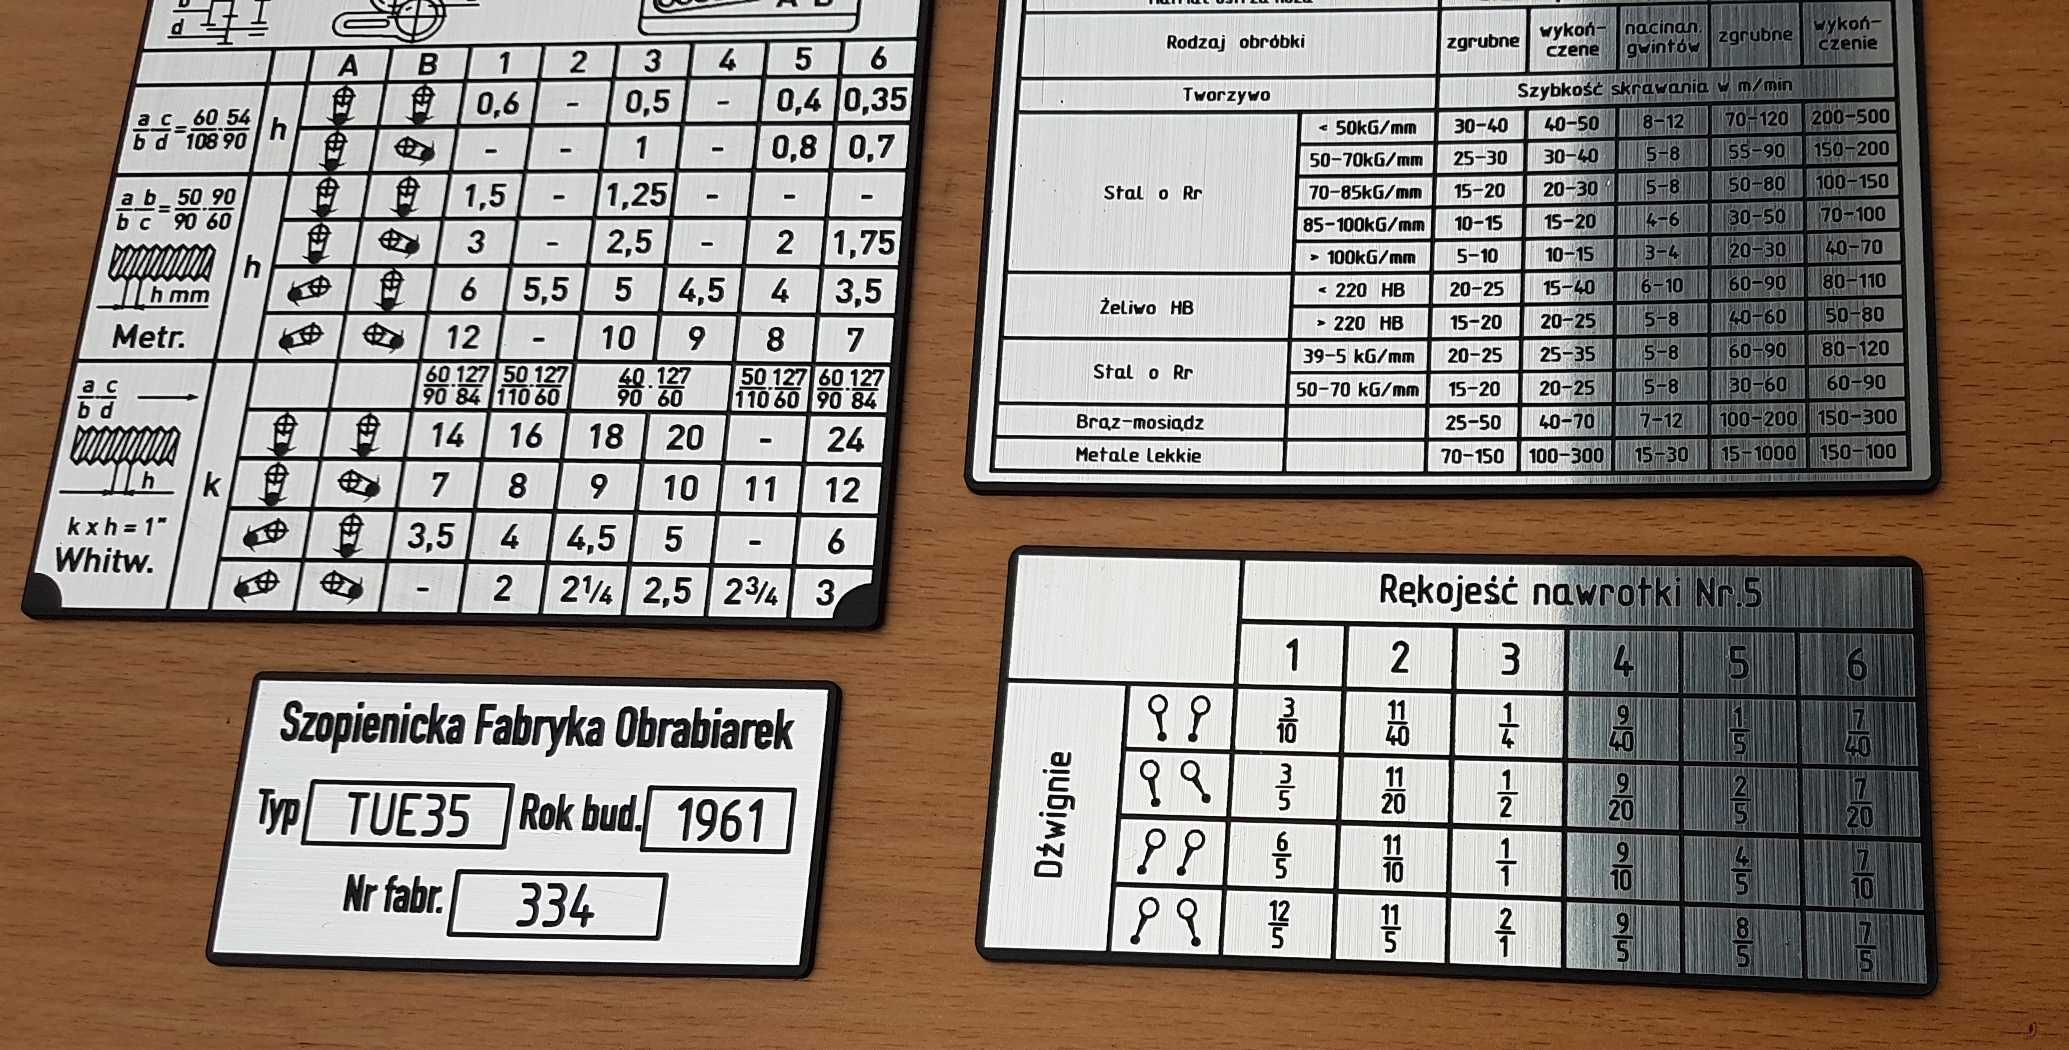 b
d
A B
A B 1 2 3 4 5 6
a/b · c/d = 60/108 · 54/90 h 0,6 - 0,5 - 0,4 0,35
- - 1 - 0,8 0,7
a/b · b/c = 50/90 · 90/60 h 1,5 - 1,25 - - -
3 - 2,5 - 2 1,75
h mm 6 5,5 5 4,5 4 3,5
Metr. 12 - 10 9 8 7
a/b c/d k 60/90 · 127/84 50/110 · 127/60 40/90 · 127/60 50/110 · 127/60 60/90 · 127/84
14 16 18 20 - 24
h 7 8 9 10 11 12
k x h = 1" 3,5 4 4,5 5 - 6
Whitw. - 2 2¼ 2,5 2¾ 3
Rodzaj obróbki zgrubne wykoń-czene nacinan. gwintów zgrubne wykoń-czenie
Tworzywo Szybkość skrawania w m/min
Stal o Rr < 50kG/mm 30-40 40-50 8-12 70-120 200-500
50-70kG/mm 25-30 30-40 5-8 55-90 150-200
70-85kG/mm 15-20 20-30 5-8 50-80 100-150
85-100kG/mm 10-15 15-20 4-6 30-50 70-100
> 100kG/mm 5-10 10-15 3-4 20-30 40-70
Żeliwo HB < 220 HB 20-25 15-40 6-10 60-90 80-110
> 220 HB 15-20 20-25 5-8 40-60 50-80
Stal o Rr 39-5 kG/mm 20-25 25-35 5-8 60-90 80-120
50-70 kG/mm 15-20 20-25 5-8 30-60 60-90
Brąz-mosiądz 25-50 40-70 7-12 100-200 150-300
Metale lekkie 70-150 100-300 15-30 15-1000 150-100
Szopienicka Fabryka Obrabiarek
Typ TUE35 Rok bud. 1961
Nr fabr. 334
Rękojeść nawrotki Nr.5
1 2 3 4 5 6
Dźwignie
3/10 11/40 1/4 9/40 1/5 7/40
3/5 11/20 1/2 9/20 2/5 7/20
6/5 11/10 1/1 9/10 4/5 7/10
12/5 11/5 2/1 9/5 8/5 7/5